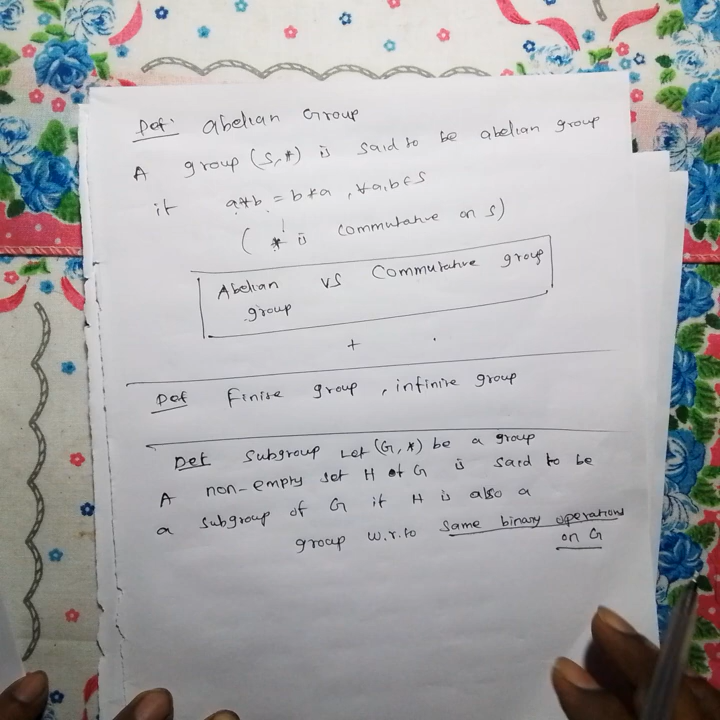 Def: Abelian Group
A group (S,*) is said to be abelian group
if a*b = b*a , ∀a,b∈S
( * is commutative on S)
Abelian vs Commutative group
group
+ .
Def Finite group , infinite group
Def Subgroup Let (G,*) be a group
A non-empty set H of G is said to be
a subgroup of G if H is also a
group w.r.to same binary operations
on G